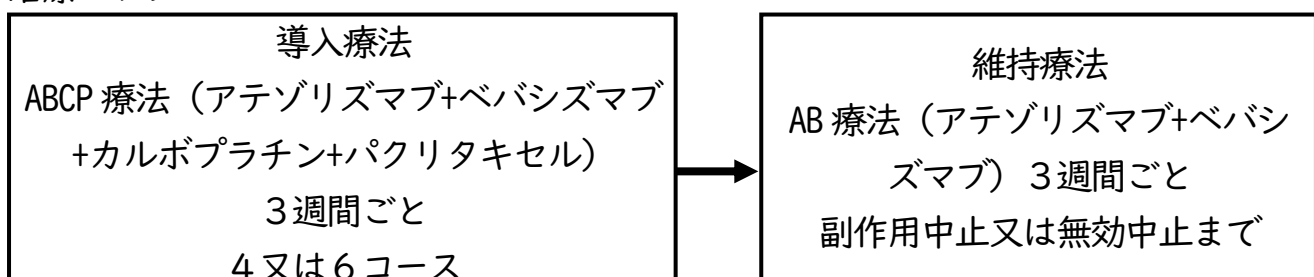 導入療法
ABCP 療法（アテゾリズマブ+ベバシズマブ
+カルボプラチン+パクリタキセル）
３週間ごと
４又は６コース
維持療法
AB 療法（アテゾリズマブ+ベバシ
ズマブ）３週間ごと
副作用中止又は無効中止まで